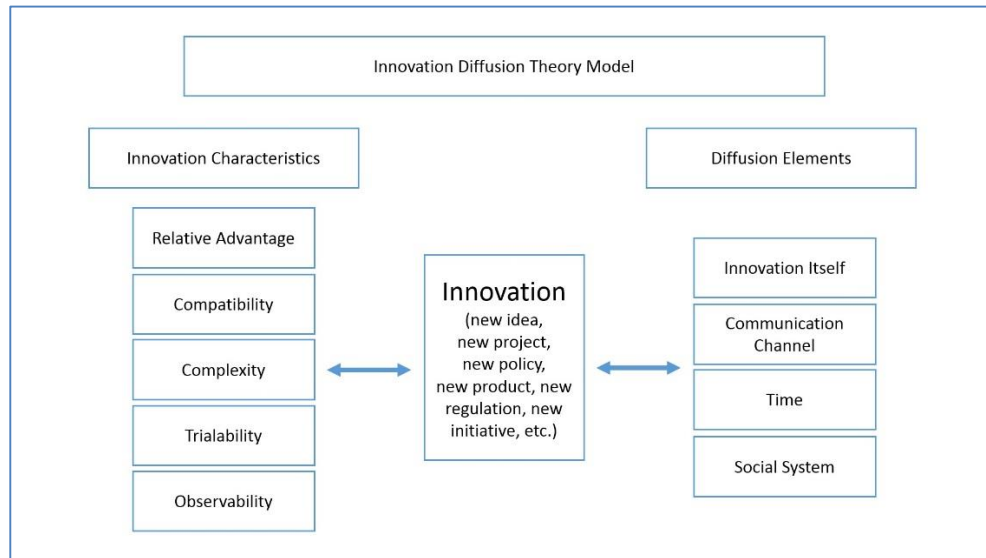 Innovation Diffusion Theory Model
Innovation Characteristics
Diffusion Elements
Relative Advantage
Compatibility
Complexity
Trialability
Observability
Innovation
(new idea,
new project,
new policy,
new product, new
regulation, new
initiative, etc.)
Innovation Itself
Communication
Channel
Time
Social System